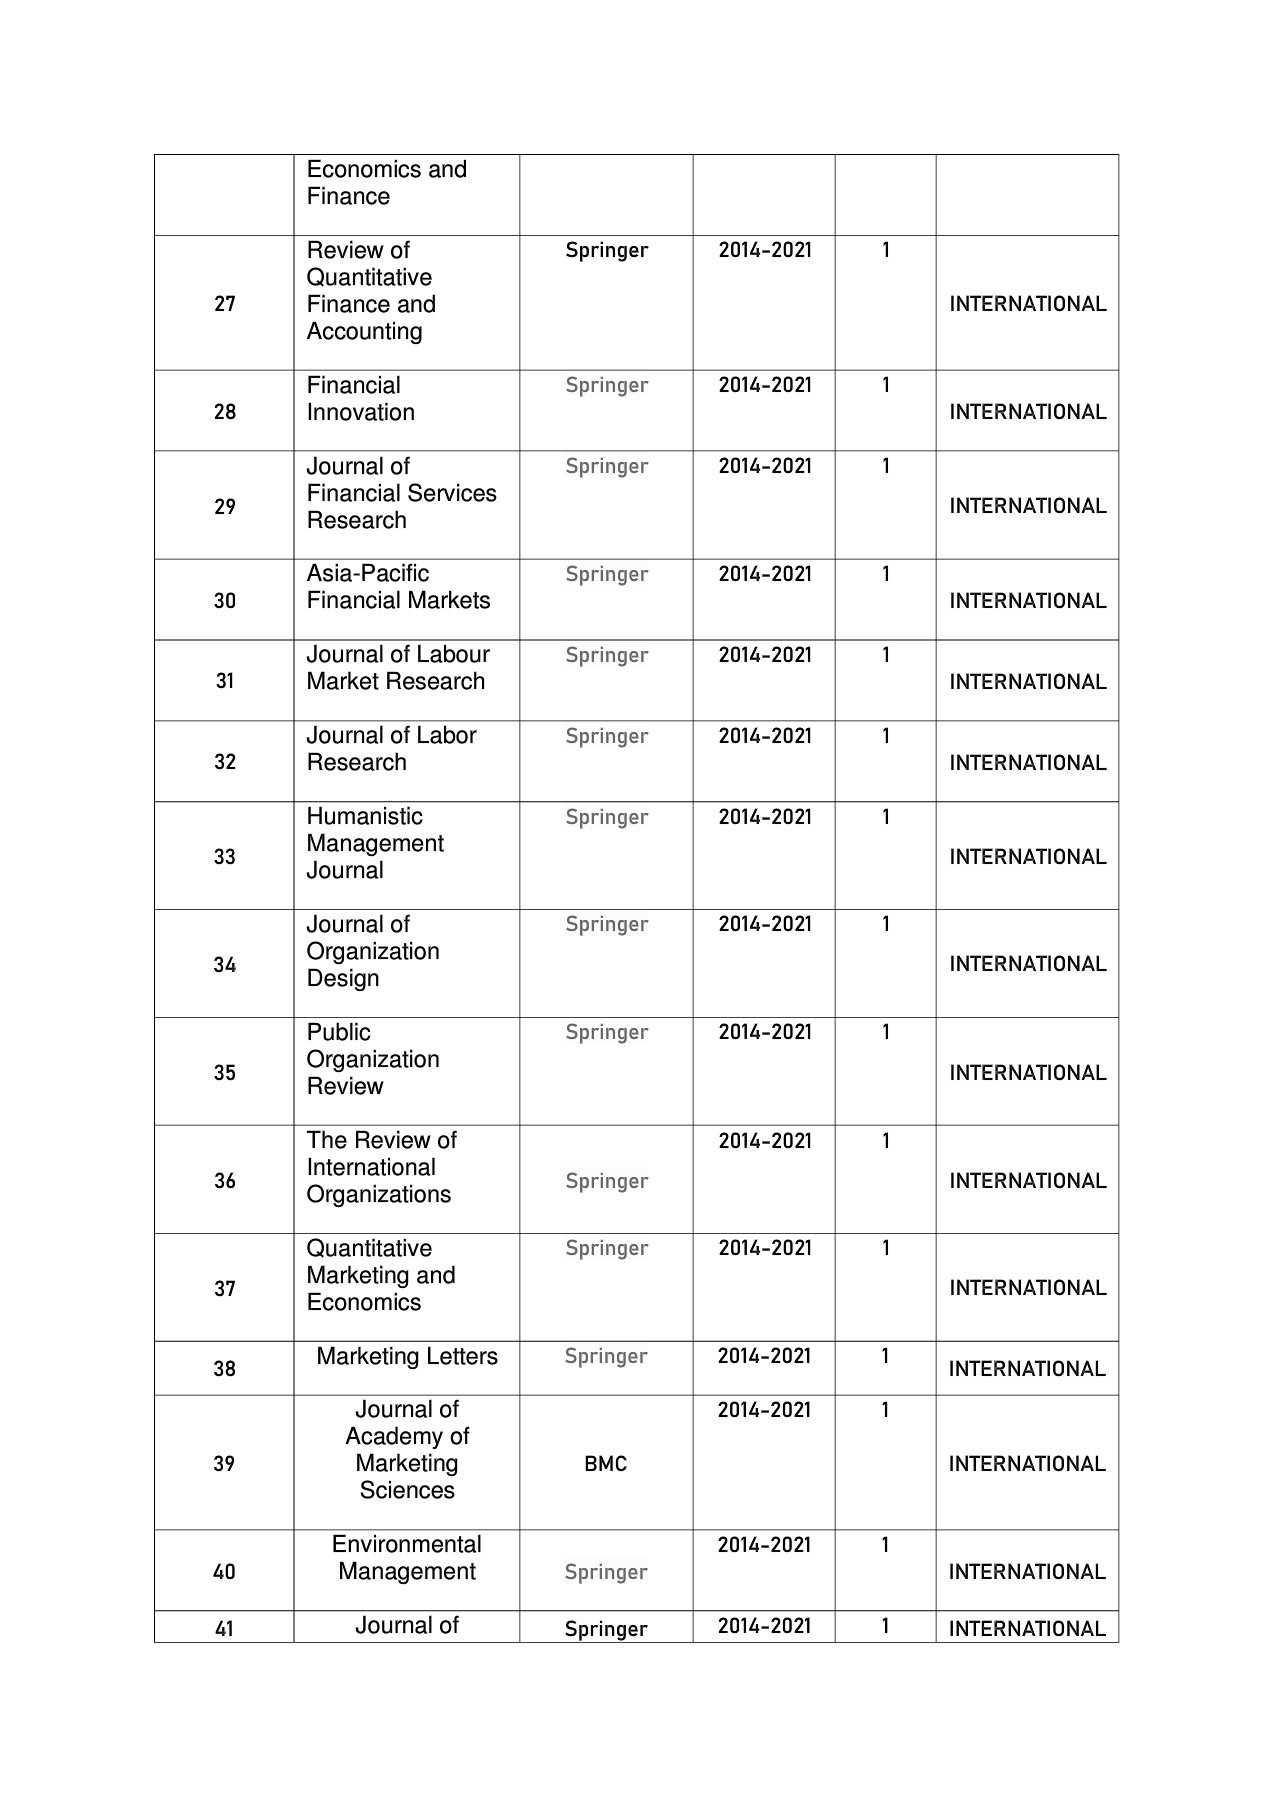 Economics and
Finance
27
Review of
Quantitative
Finance and
Accounting
Springer
2014-2021
1
INTERNATIONAL
28
Financial
Innovation
Springer
2014-2021
1
INTERNATIONAL
29
Journal of
Financial Services
Research
Springer
2014-2021
1
INTERNATIONAL
30
Asia-Pacific
Financial Markets
Springer
2014-2021
1
INTERNATIONAL
31
Journal of Labour
Market Research
Springer
2014-2021
1
INTERNATIONAL
32
Journal of Labor
Research
Springer
2014-2021
1
INTERNATIONAL
33
Humanistic
Management
Journal
Springer
2014-2021
1
INTERNATIONAL
34
Journal of
Organization
Design
Springer
2014-2021
1
INTERNATIONAL
35
Public
Organization
Review
Springer
2014-2021
1
INTERNATIONAL
36
The Review of
International
Organizations
Springer
2014-2021
1
INTERNATIONAL
37
Quantitative
Marketing and
Economics
Springer
2014-2021
1
INTERNATIONAL
38
Marketing Letters
Springer
2014-2021
1
INTERNATIONAL
39
Journal of
Academy of
Marketing
Sciences
BMC
2014-2021
1
INTERNATIONAL
40
Environmental
Management
Springer
2014-2021
1
INTERNATIONAL
41
Journal of
Springer
2014-2021
1
INTERNATIONAL